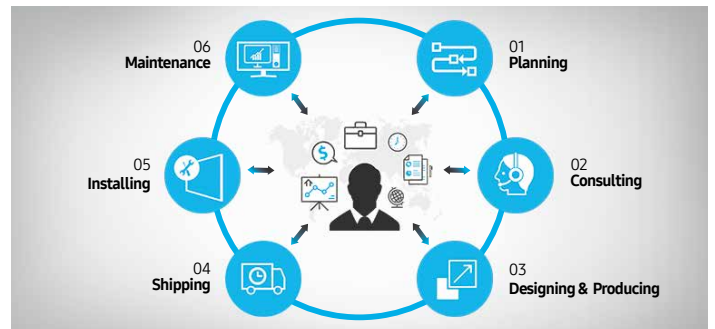 01
Planning
02
Consulting
03
Designing & Producing
04
Shipping
05
Installing
06
Maintenance